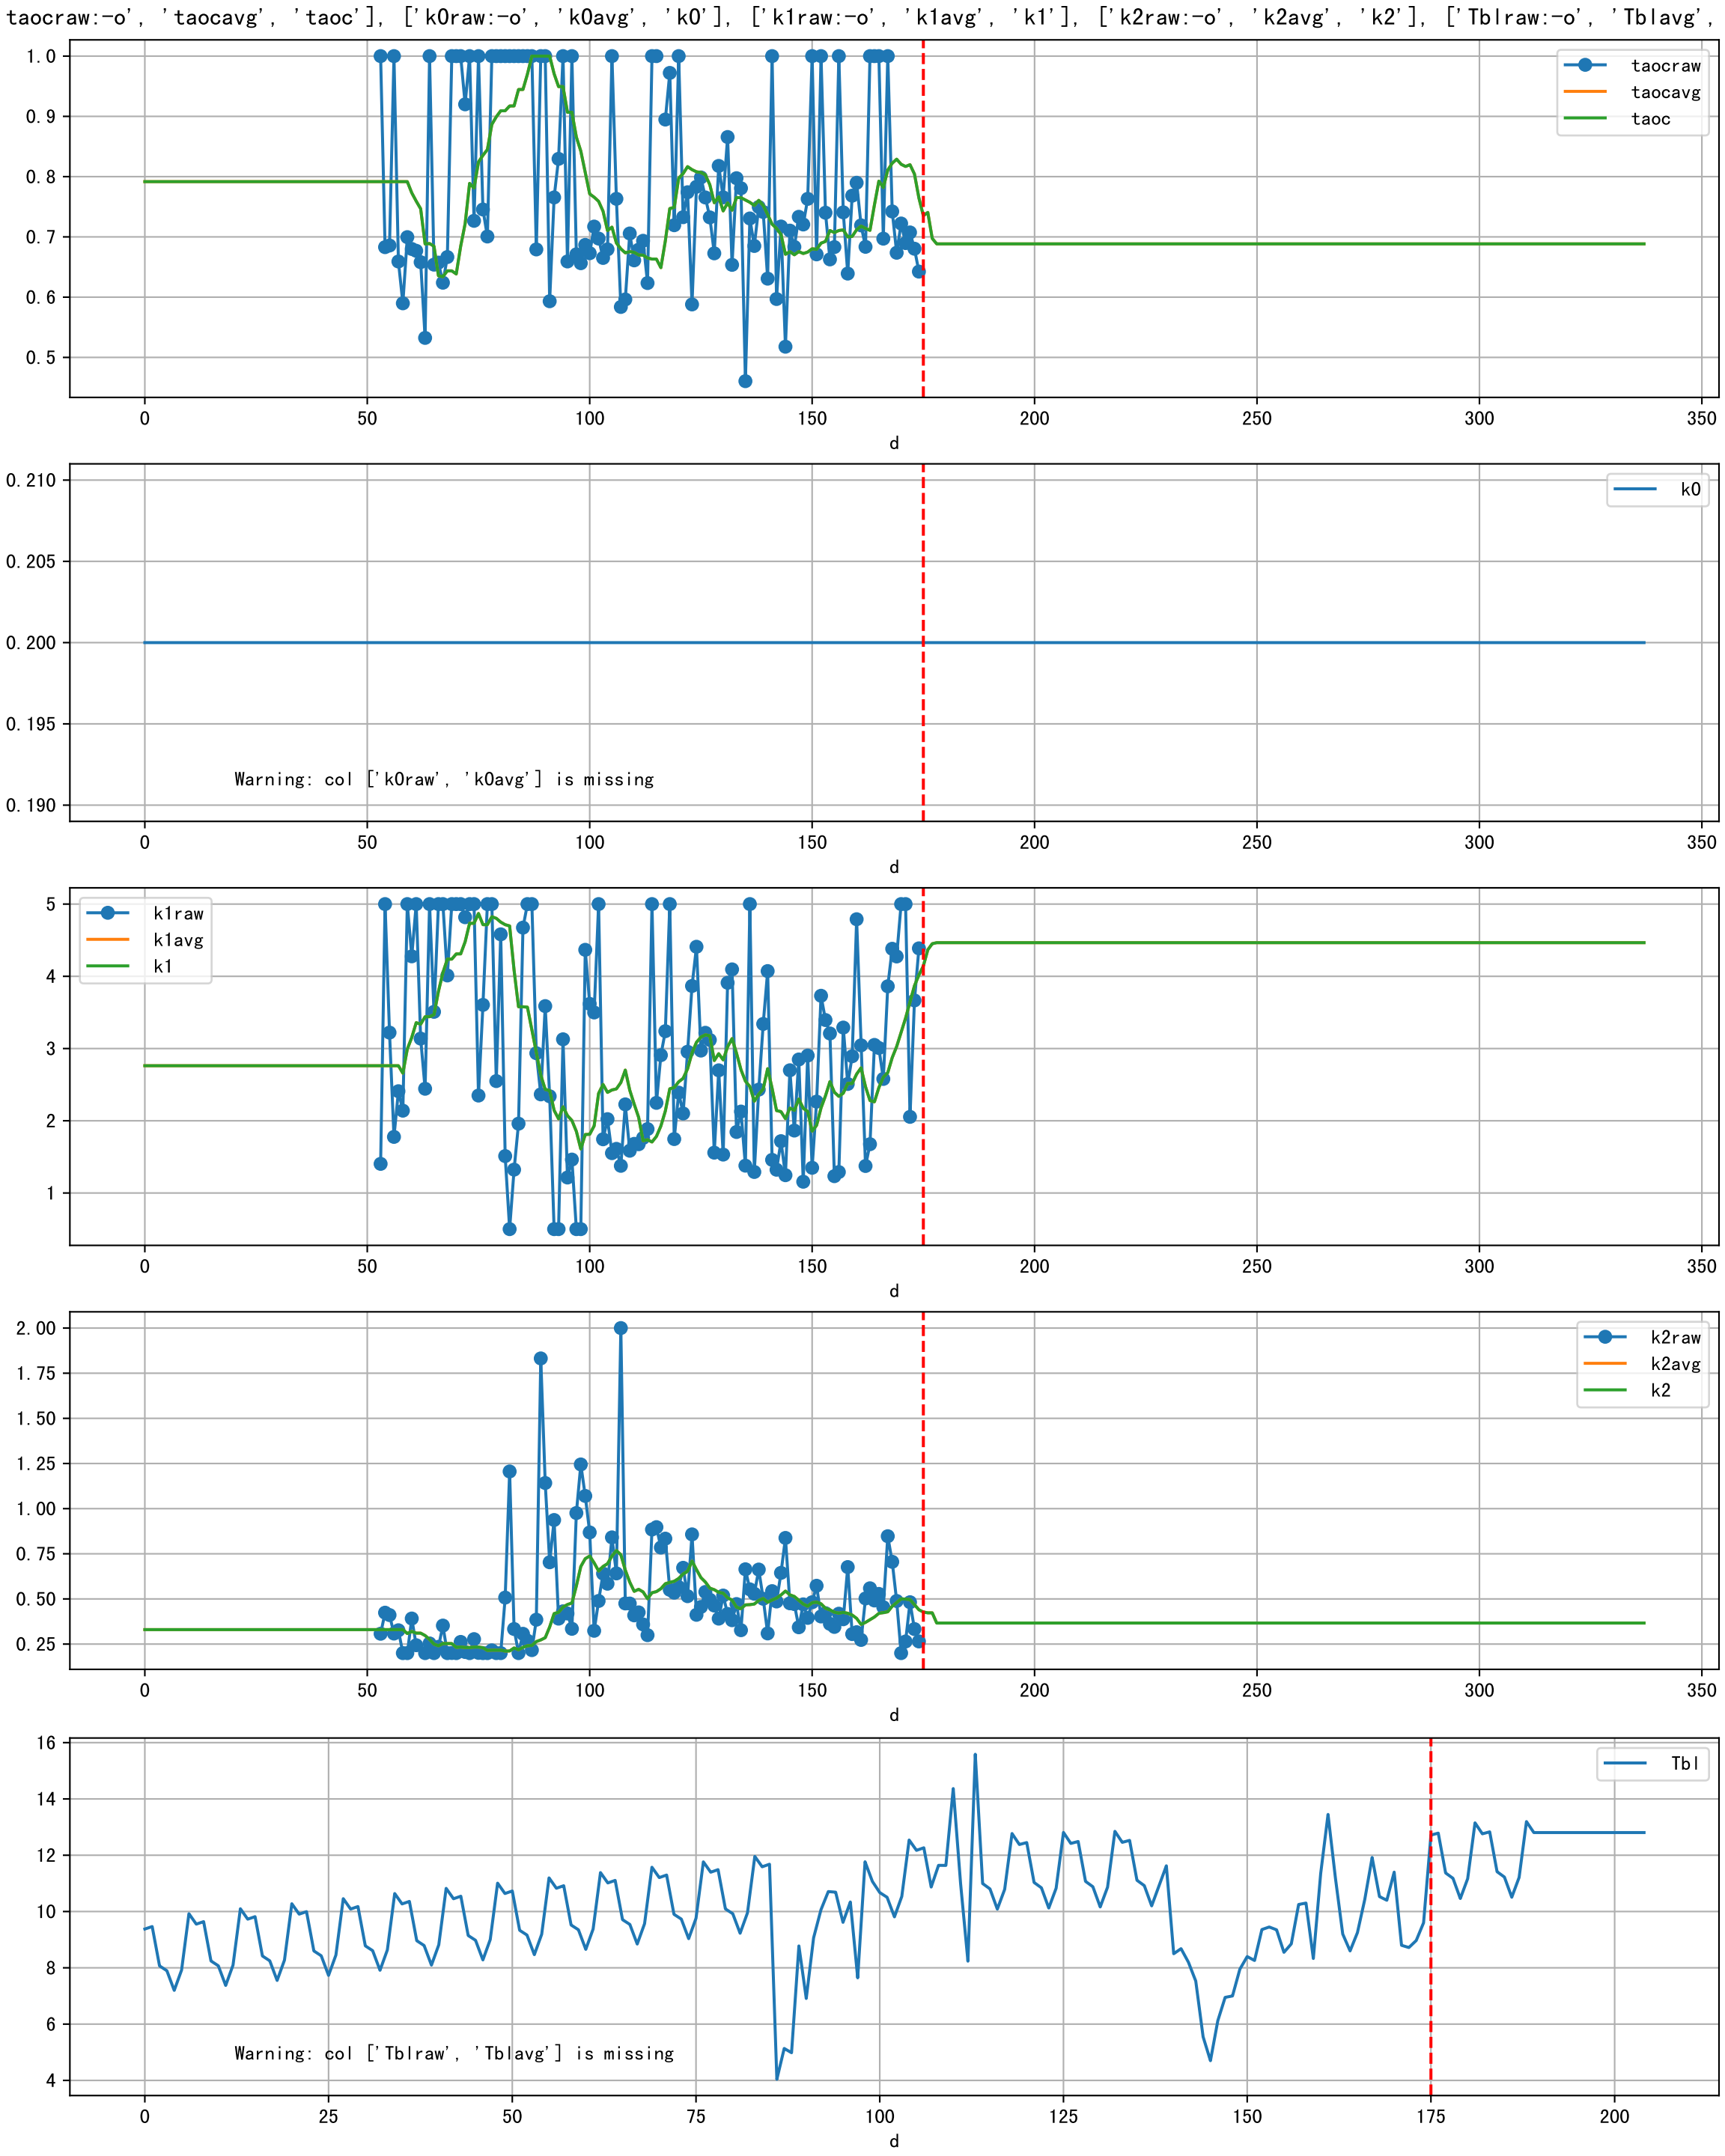 taocraw:-o', 'taocavg', 'taoc'], ['k0raw:-o', 'k0avg', 'k0'], ['k1raw:-o', 'k1avg', 'k1'], ['k2raw:-o', 'k2avg', 'k2'], ['Tblraw:-o', 'Tblavg',
1.0
0.9
0.8
0.7
0.6
0.5
taocraw
taocavg
taoc
0 50 100 150 200 250 300 350
d
0.210
0.205
0.200
0.195
0.190
k0
Warning: col ['k0raw', 'k0avg'] is missing
0 50 100 150 200 250 300 350
d
5
4
3
2
1
k1raw
k1avg
k1
0 50 100 150 200 250 300 350
d
2.00
1.75
1.50
1.25
1.00
0.75
0.50
0.25
k2raw
k2avg
k2
0 50 100 150 200 250 300 350
d
16
14
12
10
8
6
4
Tbl
Warning: col ['Tblraw', 'Tblavg'] is missing
0 25 50 75 100 125 150 175 200
d